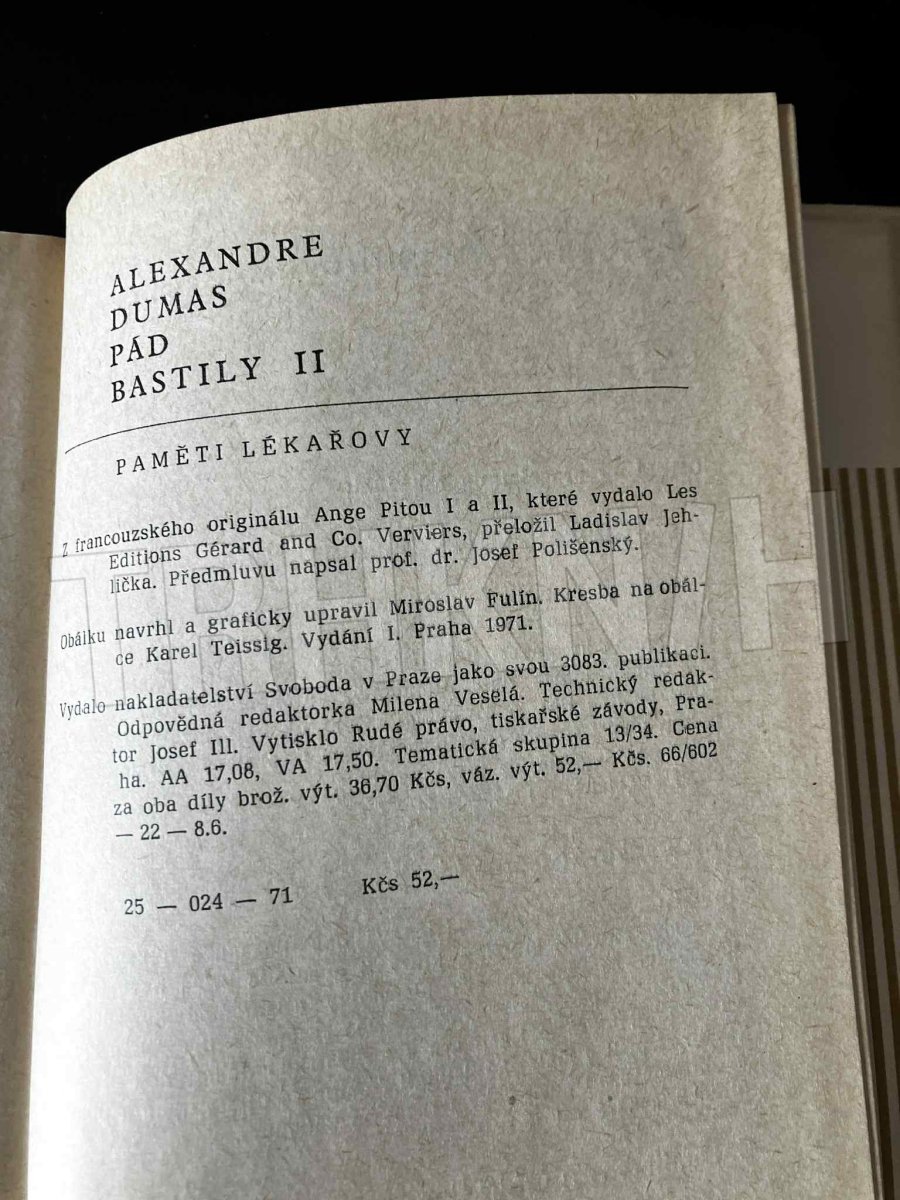 ALEXANDRE
DUMAS
PÁD
BASTILY II
PAMĚTI LÉKAŘOVY
Z francouzského originálu Ange Pitou I a II, které vydalo Les
Editions Gérard and Co. Verviers, přeložil Ladislav Jeh-
lička. Předmluvu napsal prof. dr. Josef Polišenský.
Obálku navrhl a graficky upravil Miroslav Fulín. Kresba na obál-
ce Karel Teissig. Vydání I. Praha 1971.
Vydalo nakladatelství Svoboda v Praze jako svou 3083. publikaci.
Odpovědná redaktorka Milena Veselá. Technický redak-
tor Josef Ill. Vytisklo Rudé právo, tiskařské závody, Pra-
ha. AA 17,08, VA 17,50. Tematická skupina 13/34. Cena
za oba díly brož. výt. 36,70 Kčs, váz. výt. 52,— Kčs. 66/602
— 22 — 8.6.
25 — 024 — 71 Kčs 52,—